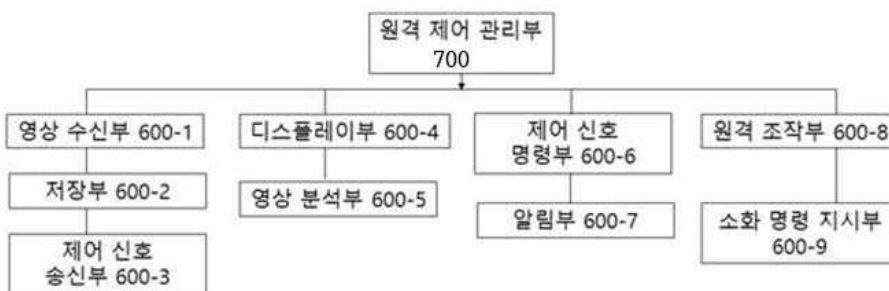 원격 제어 관리부
700
영상 수신부 600-1
디스플레이부 600-4
제어 신호
명령부 600-6
원격 조작부 600-8
저장부 600-2
영상 분석부 600-5
알림부 600-7
소화 명령 지시부
600-9
제어 신호
송신부 600-3